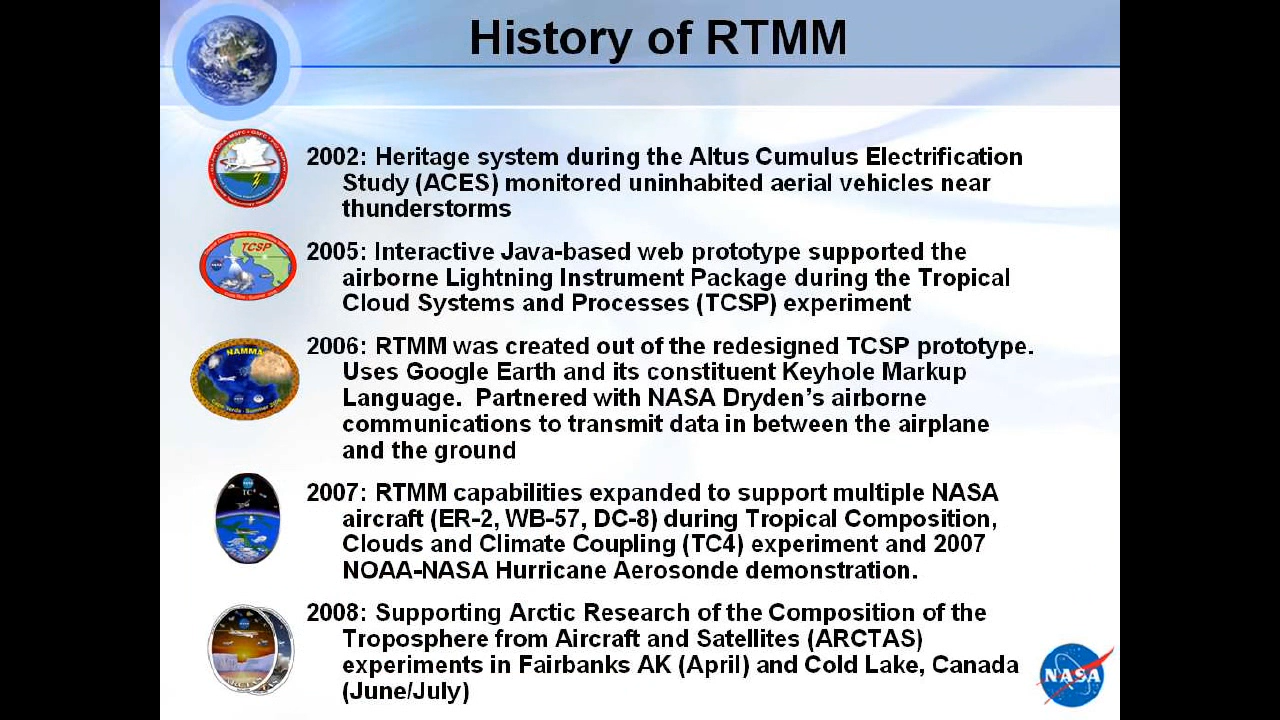 History of RTMM
2002: Heritage system during the Altus Cumulus Electrification
Study (ACES) monitored uninhabited aerial vehicles near
thunderstorms
TCSP
2005: Interactive Java-based web prototype supported the
airborne Lightning Instrument Package during the Tropical
Cloud Systems and Processes (TCSP) experiment
NAMMA
2006: RTMM was created out of the redesigned TCSP prototype.
Uses Google Earth and its constituent Keyhole Markup
Language.  Partnered with NASA Dryden's airborne
communications to transmit data in between the airplane
and the ground
TC4
2007: RTMM capabilities expanded to support multiple NASA
aircraft (ER-2, WB-57, DC-8) during Tropical Composition,
Clouds and Climate Coupling (TC4) experiment and 2007
NOAA-NASA Hurricane Aerosonde demonstration.
2008: Supporting Arctic Research of the Composition of the
Troposphere from Aircraft and Satellites (ARCTAS)
experiments in Fairbanks AK (April) and Cold Lake, Canada
(June/July)
ARCTAS
NASA